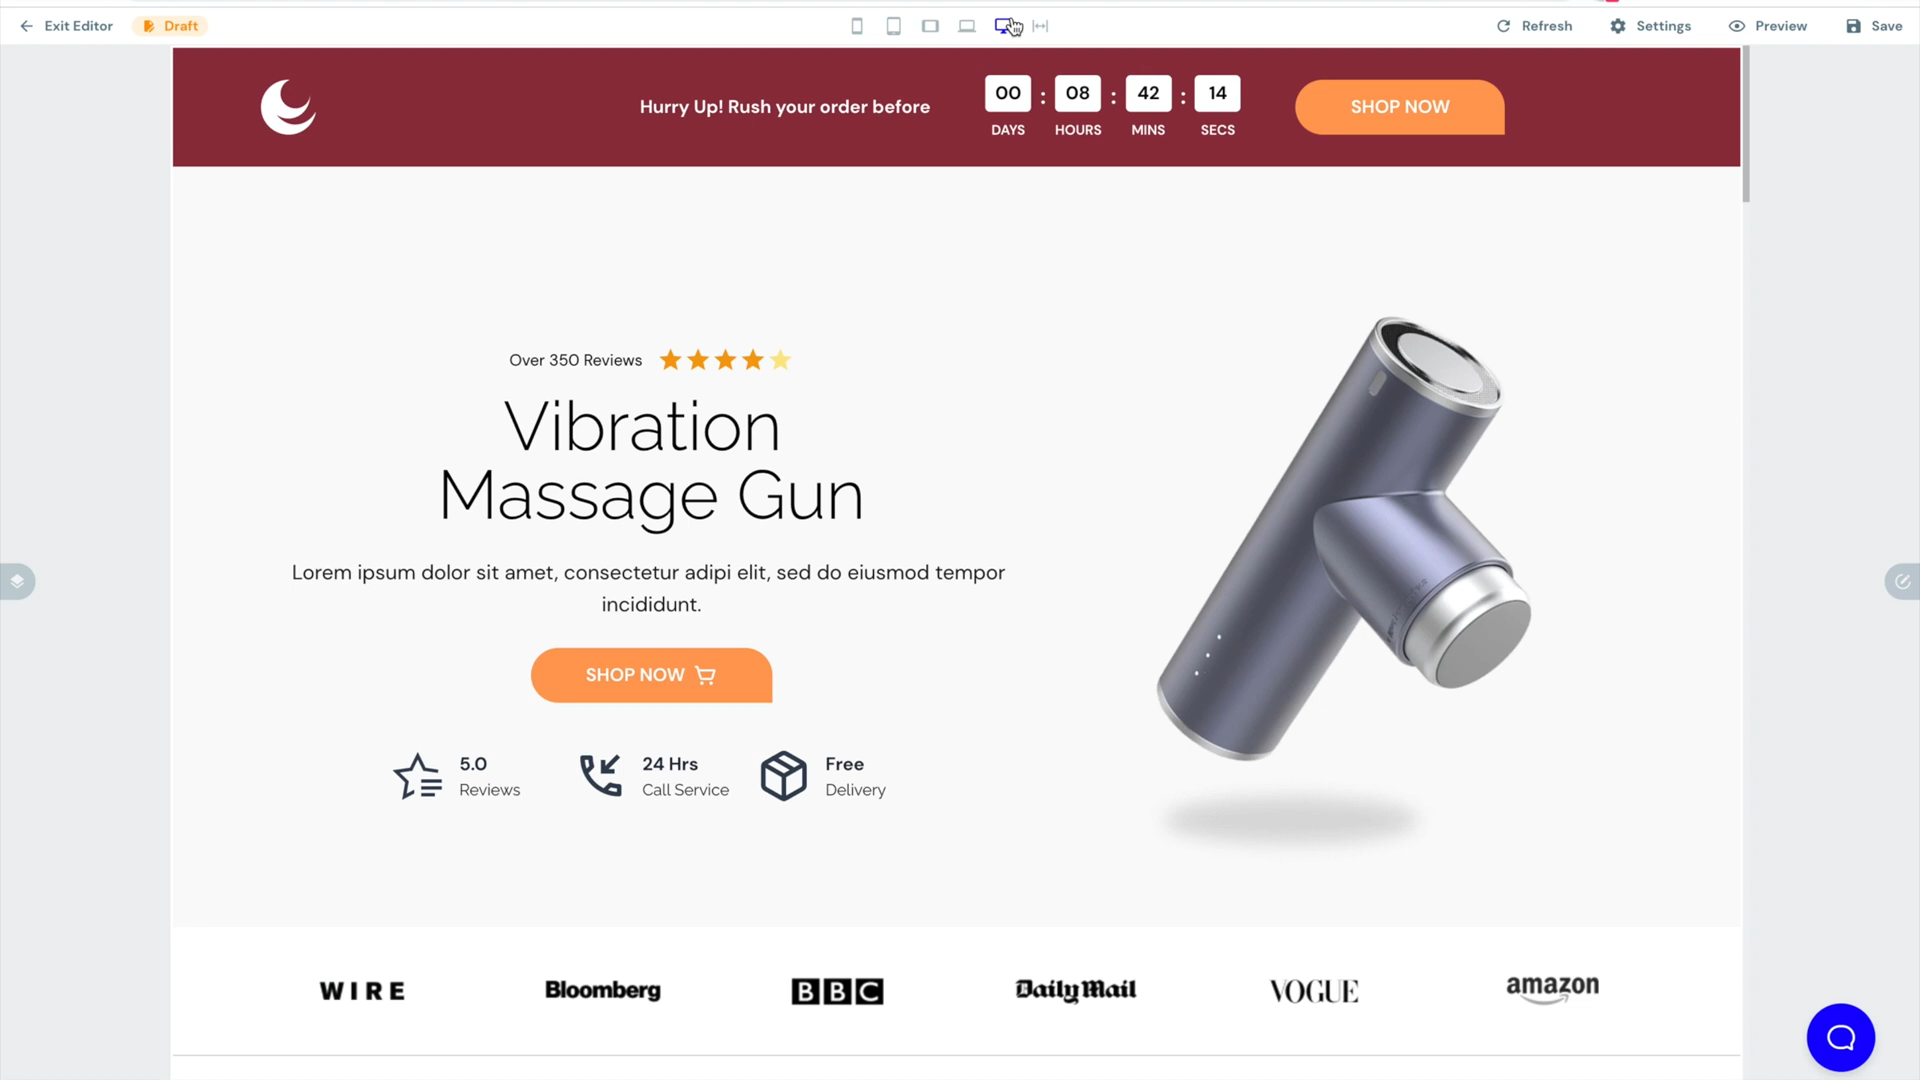 Exit Editor
Draft
Refresh
Settings
Preview
Save
Hurry Up! Rush your order before
00 : 08 : 42 : 14
DAYS HOURS MINS SECS
SHOP NOW
Over 350 Reviews
Vibration
Massage Gun
Lorem ipsum dolor sit amet, consectetur adipi elit, sed do eiusmod tempor
incididunt.
SHOP NOW
5.0
Reviews
24 Hrs
Call Service
Free
Delivery
WIRE
Bloomberg
BBC
Daily Mail
VOGUE
amazon